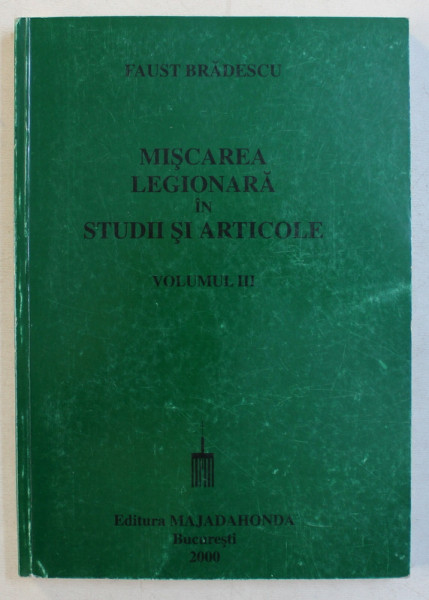 FAUST BRĂDESCU
MIŞCAREA
LEGIONARĂ
ÎN
STUDII ŞI ARTICOLE
VOLUMUL III
Editura MAJADAHONDA
Bucureşti
2000